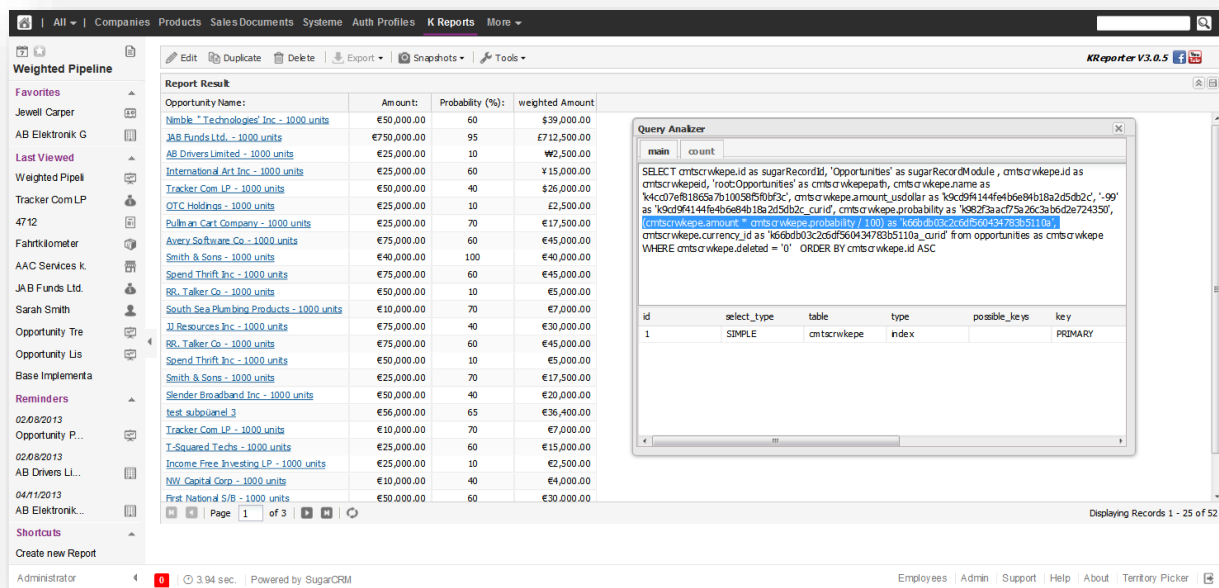 | All | Companies Products Sales Documents Systeme Auth Profiles K Reports More
Weighted Pipeline
Favorites
Jewell Carper
AB Elektronik G
Last Viewed
Weighted Pipeli
Tracker Com LP
4712
Fahrtkilometer
AAC Services k.
JAB Funds Ltd.
Sarah Smith
Opportunity Tre
Opportunity Lis
Base Implementa
Reminders
02/08/2013
Opportunity P...
02/08/2013
AB Drivers Li...
04/11/2013
AB Elektronik...
Shortcuts
Create new Report
Edit Duplicate Delete Export Snapshots Tools
KReporter V3.0.5
Report Result
Opportunity Name: Amount: Probability (%): weighted Amount
Nimble " Technologies' Inc - 1000 units €50,000.00 60 $39,000.00
JAB Funds Ltd. - 1000 units €750,000.00 95 £712,500.00
AB Drivers Limited - 1000 units €25,000.00 10 ₩2,500.00
International Art Inc - 1000 units €25,000.00 60 ¥15,000.00
Tracker Com LP - 1000 units €50,000.00 40 $26,000.00
OTC Holdings - 1000 units €25,000.00 10 £2,500.00
Pullman Cart Company - 1000 units €25,000.00 70 €17,500.00
Avery Software Co - 1000 units €75,000.00 60 €45,000.00
Smith & Sons - 1000 units €40,000.00 100 €40,000.00
Spend Thrift Inc - 1000 units €75,000.00 60 €45,000.00
RR. Talker Co - 1000 units €50,000.00 10 €5,000.00
South Sea Plumbing Products - 1000 units €10,000.00 70 €7,000.00
JJ Resources Inc - 1000 units €75,000.00 40 €30,000.00
RR. Talker Co - 1000 units €75,000.00 60 €45,000.00
Spend Thrift Inc - 1000 units €50,000.00 10 €5,000.00
Smith & Sons - 1000 units €25,000.00 70 €17,500.00
Slender Broadband Inc - 1000 units €50,000.00 40 €20,000.00
test subpüanel 3 €56,000.00 65 €36,400.00
Tracker Com LP - 1000 units €10,000.00 70 €7,000.00
T-Squared Techs - 1000 units €25,000.00 60 €15,000.00
Income Free Investing LP - 1000 units €25,000.00 10 €2,500.00
NW Capital Corp - 1000 units €10,000.00 40 €4,000.00
First National S/B - 1000 units €50,000.00 60 €30,000.00
Page 1 of 3
Displaying Records 1 - 25 of 52
Query Analizer
main count
SELECT cmtscrwkepe.id as sugarRecordId, 'Opportunities' as sugarRecordModule , cmtscrwkepe.id as
cmtscrwkepeid, 'root:Opportunities' as cmtscrwkepepath, cmtscrwkepe.name as
'k4cc07ef81865a7b10058f5f0bf3c', cmtscrwkepe.amount_usdollar as 'k9cd9f4144fe4b6e84b18a2d5db2c', '-99'
as 'k9cd9f4144fe4b6e84b18a2d5db2c_curid', cmtscrwkepe.probability as 'k982f3aacf75a26c3ab6d2e724350',
(cmtscrwkepe.amount * cmtscrwkepe.probability / 100) as 'k66bdb03c2c6df560434783b5110a',
cmtscrwkepe.currency_id as 'k66bdb03c2c6df560434783b5110a_curid' from opportunities as cmtscrwkepe
WHERE cmtscrwkepe.deleted = '0' ORDER BY cmtscrwkepe.id ASC
id select_type table type possible_keys key
1 SIMPLE cmtscrwkepe index PRIMARY
Administrator
0 3.94 sec. | Powered by SugarCRM
Employees | Admin | Support | Help | About | Territory Picker |